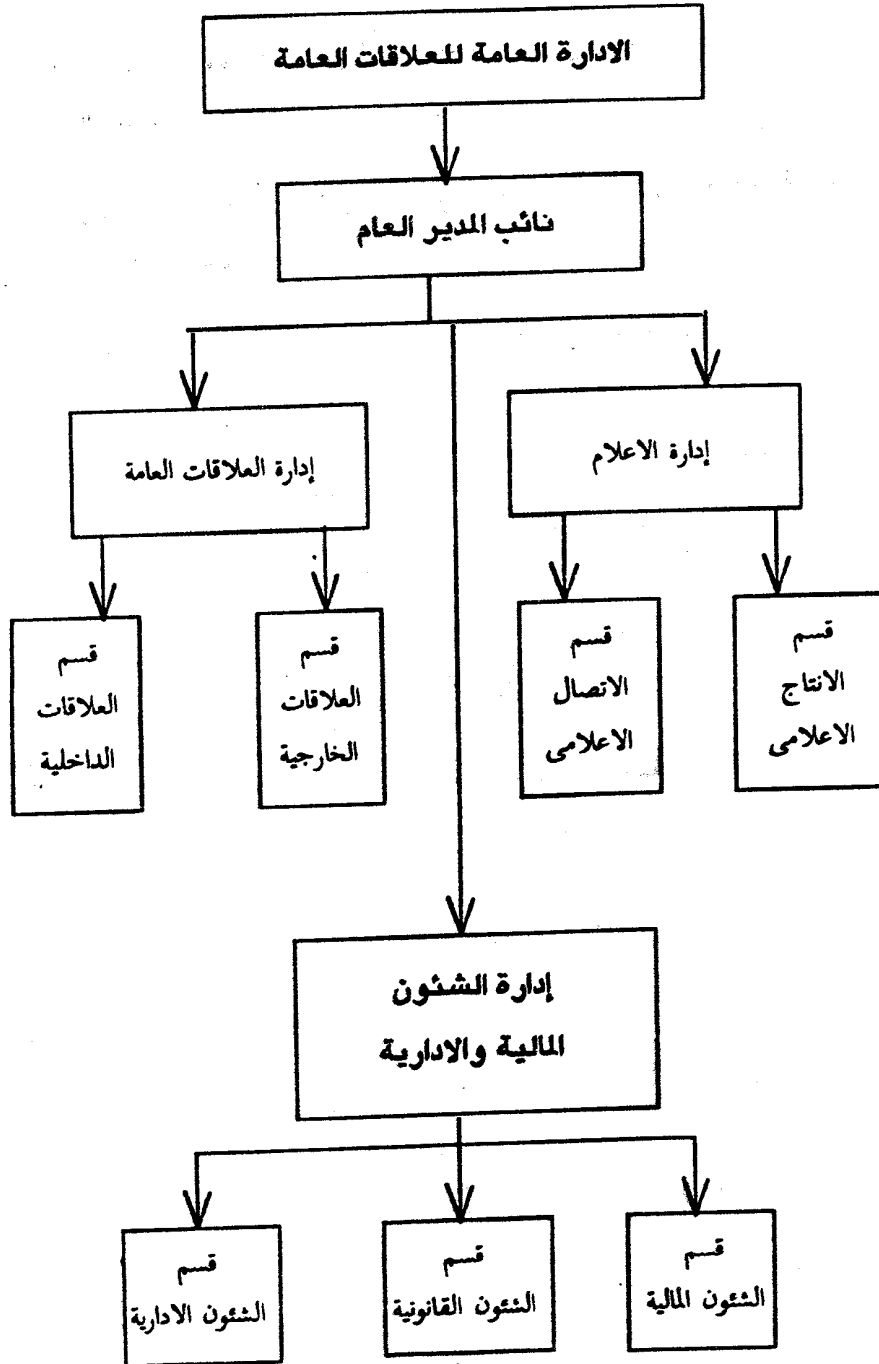 الادارة العامة للعلاقات العامة
نائب المدير العام
إدارة الاعلام
إدارة العلاقات العامة
قسم
الانتاج
الاعلامى
قسم
الاتصال
الاعلامى
قسم
العلاقات
الخارجية
قسم
العلاقات
الداخلية
إدارة الشئون
المالية والادارية
قسم
الشئون المالية
قسم
الشئون القانونية
قسم
الشئون الادارية